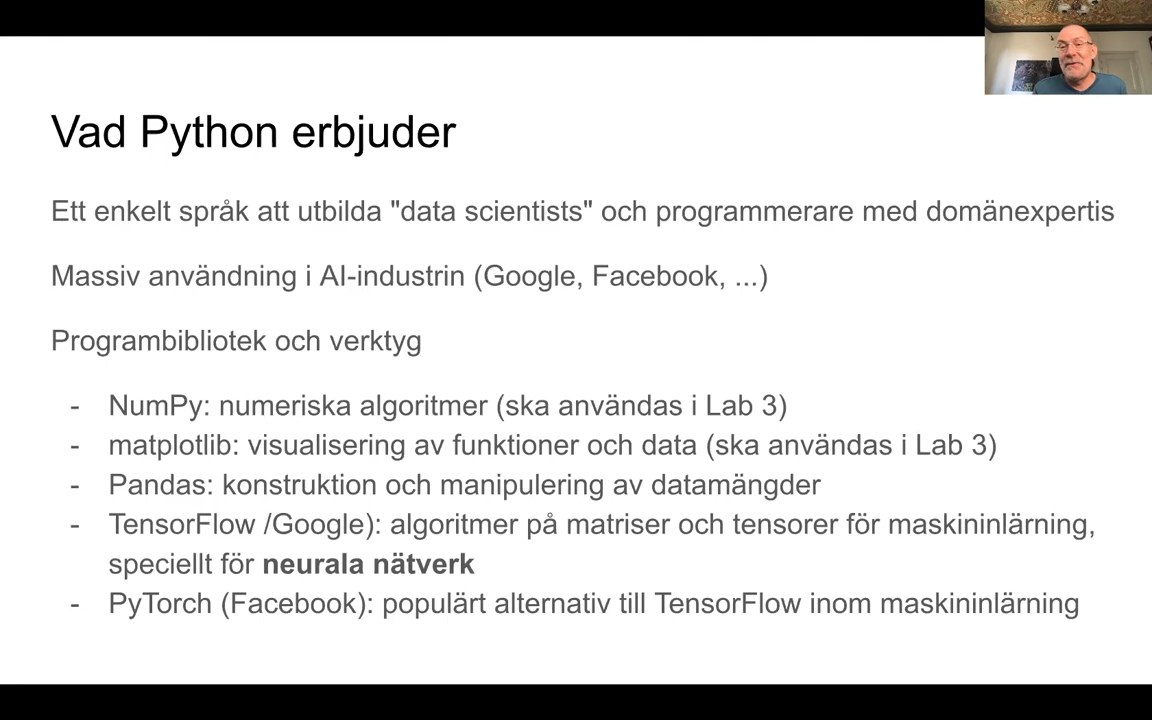 Vad Python erbjuder
Ett enkelt språk att utbilda "data scientists" och programmerare med domänexpertis
Massiv användning i AI-industrin (Google, Facebook, ...)
Programbibliotek och verktyg
- NumPy: numeriska algoritmer (ska användas i Lab 3)
- matplotlib: visualisering av funktioner och data (ska användas i Lab 3)
- Pandas: konstruktion och manipulering av datamängder
- TensorFlow /Google): algoritmer på matriser och tensorer för maskininlärning,
speciellt för neurala nätverk
- PyTorch (Facebook): populärt alternativ till TensorFlow inom maskininlärning